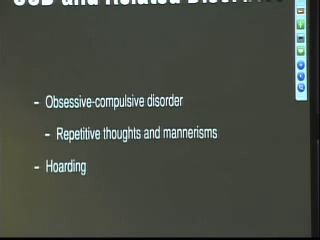 OCD and Related Disorders
- Obsessive-compulsive disorder
- Repetitive thoughts and mannerisms
- Hoarding